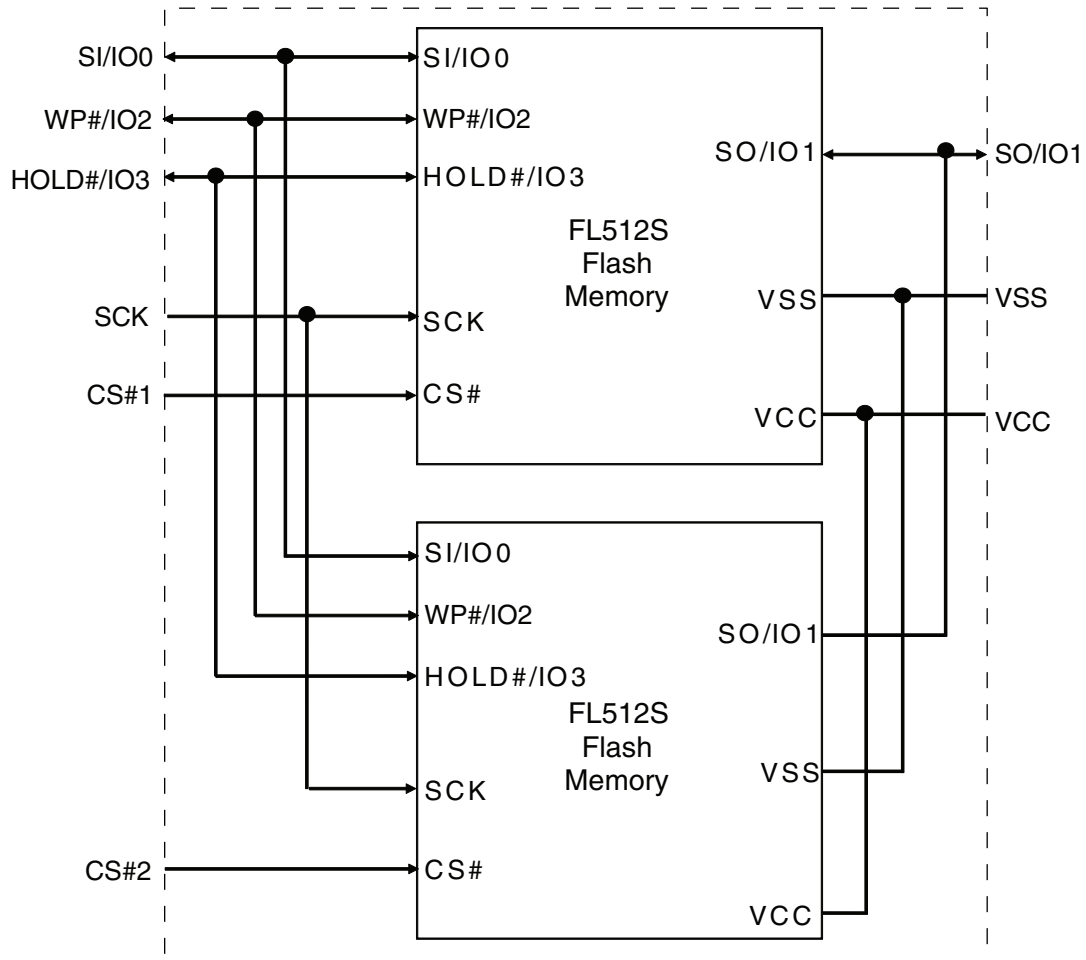 SI/IO0
WP#/IO2
HOLD#/IO3
SCK
CS#1
CS#2
SI/IO0
WP#/IO2
HOLD#/IO3
SCK
CS#
FL512S
Flash
Memory
SO/IO1
VSS
VCC
SI/IO0
WP#/IO2
HOLD#/IO3
SCK
CS#
FL512S
Flash
Memory
SO/IO1
VSS
VCC
SO/IO1
VSS
VCC